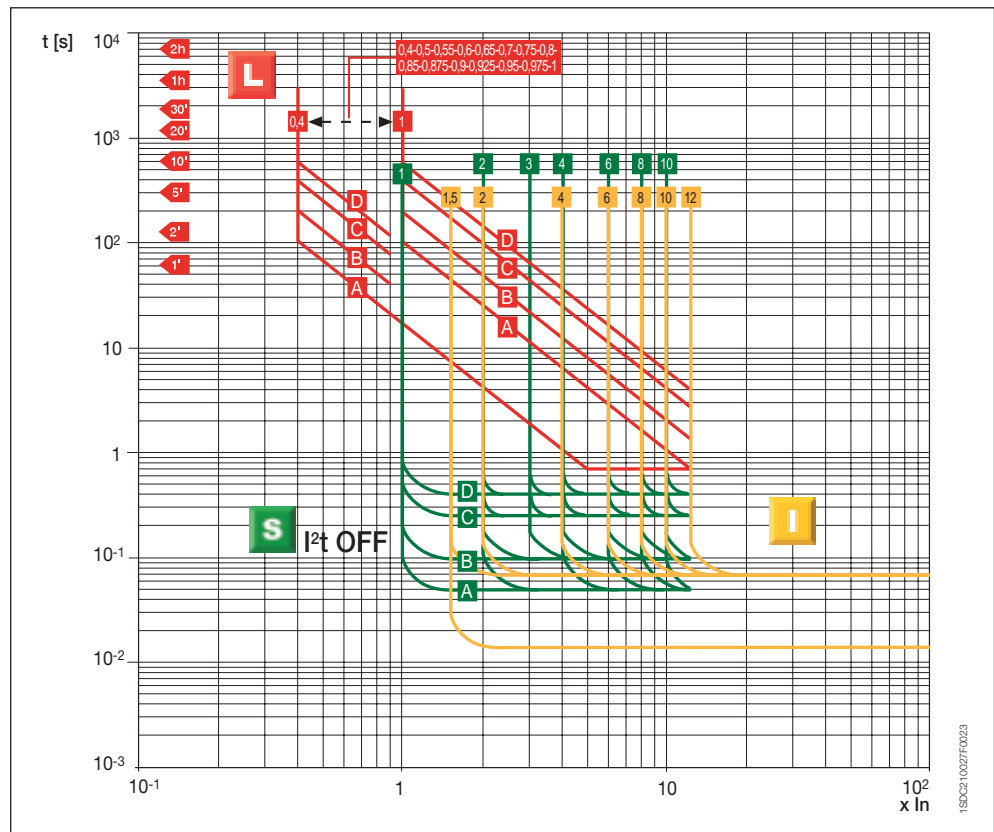 t [s]
10⁴
2h
1h
30'
20'
10³
10'
5'
10²
2'
1'
10
1
10⁻¹
10⁻²
10⁻³
L
0,4-0,5-0,55-0,6-0,65-0,7-0,75-0,8-
0,85-0,875-0,9-0,925-0,95-0,975-1
0,4
1
1
2
3
4
6
8
10
1,5
2
4
6
8
10
12
D
C
B
A
D
C
B
A
D
C
B
A
S
I²t OFF
I
10⁻¹
1
10
10²
x In
1SDC210027F0023